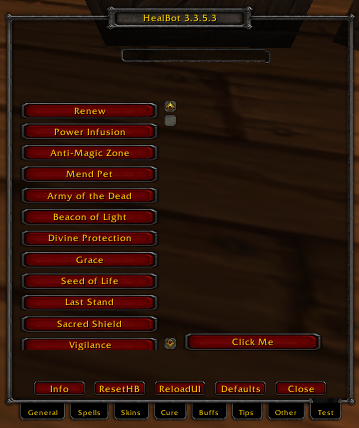 HealBot 3.3.5.3
Renew
Power Infusion
Anti-Magic Zone
Mend Pet
Army of the Dead
Beacon of Light
Divine Protection
Grace
Seed of Life
Last Stand
Sacred Shield
Vigilance
Click Me
Info ResetHB ReloadUI Defaults Close
General Spells Skins Cure Buffs Tips Other Test